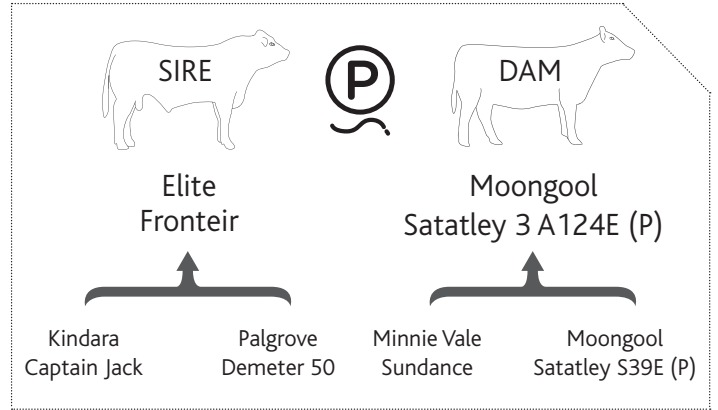 SIRE
P
DAM
Elite
Fronteir
Moongool
Satatley 3 A124E (P)
Kindara
Captain Jack
Palgrove
Demeter 50
Minnie Vale
Sundance
Moongool
Satatley S39E (P)